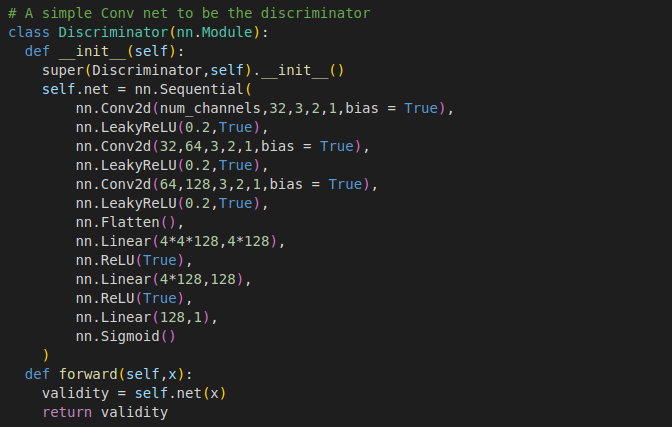 # A simple Conv net to be the discriminator
class Discriminator(nn.Module):
  def __init__(self):
    super(Discriminator,self).__init__()
    self.net = nn.Sequential(
        nn.Conv2d(num_channels,32,3,2,1,bias = True),
        nn.LeakyReLU(0.2,True),
        nn.Conv2d(32,64,3,2,1,bias = True),
        nn.LeakyReLU(0.2,True),
        nn.Conv2d(64,128,3,2,1,bias = True),
        nn.LeakyReLU(0.2,True),
        nn.Flatten(),
        nn.Linear(4*4*128,4*128),
        nn.ReLU(True),
        nn.Linear(4*128,128),
        nn.ReLU(True),
        nn.Linear(128,1),
        nn.Sigmoid()
    )
  def forward(self,x):
    validity = self.net(x)
    return validity